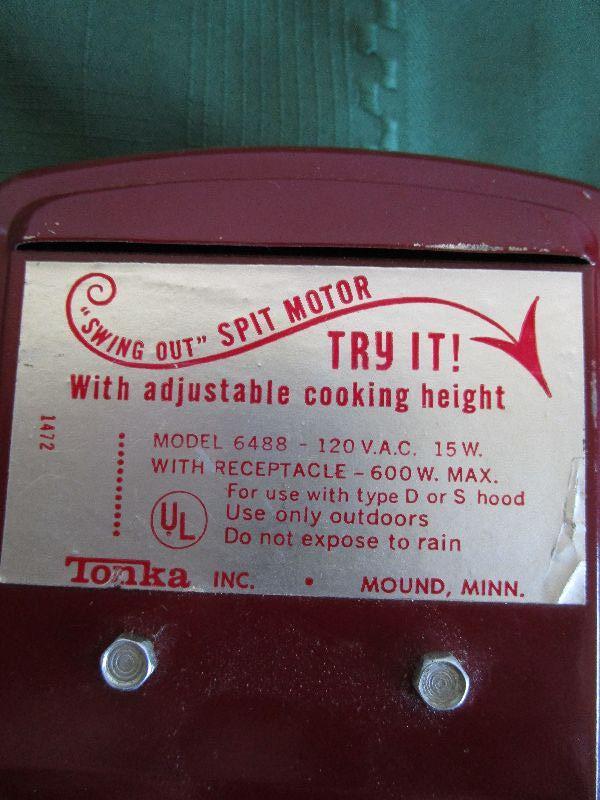 "SWING OUT" SPIT MOTOR
TRY IT!
With adjustable cooking height
1472
MODEL 6488 - 120 V.A.C. 15 W.
WITH RECEPTACLE - 600 W. MAX.
For use with type D or S hood
UL
Use only outdoors
Do not expose to rain
Tonka INC. • MOUND, MINN.